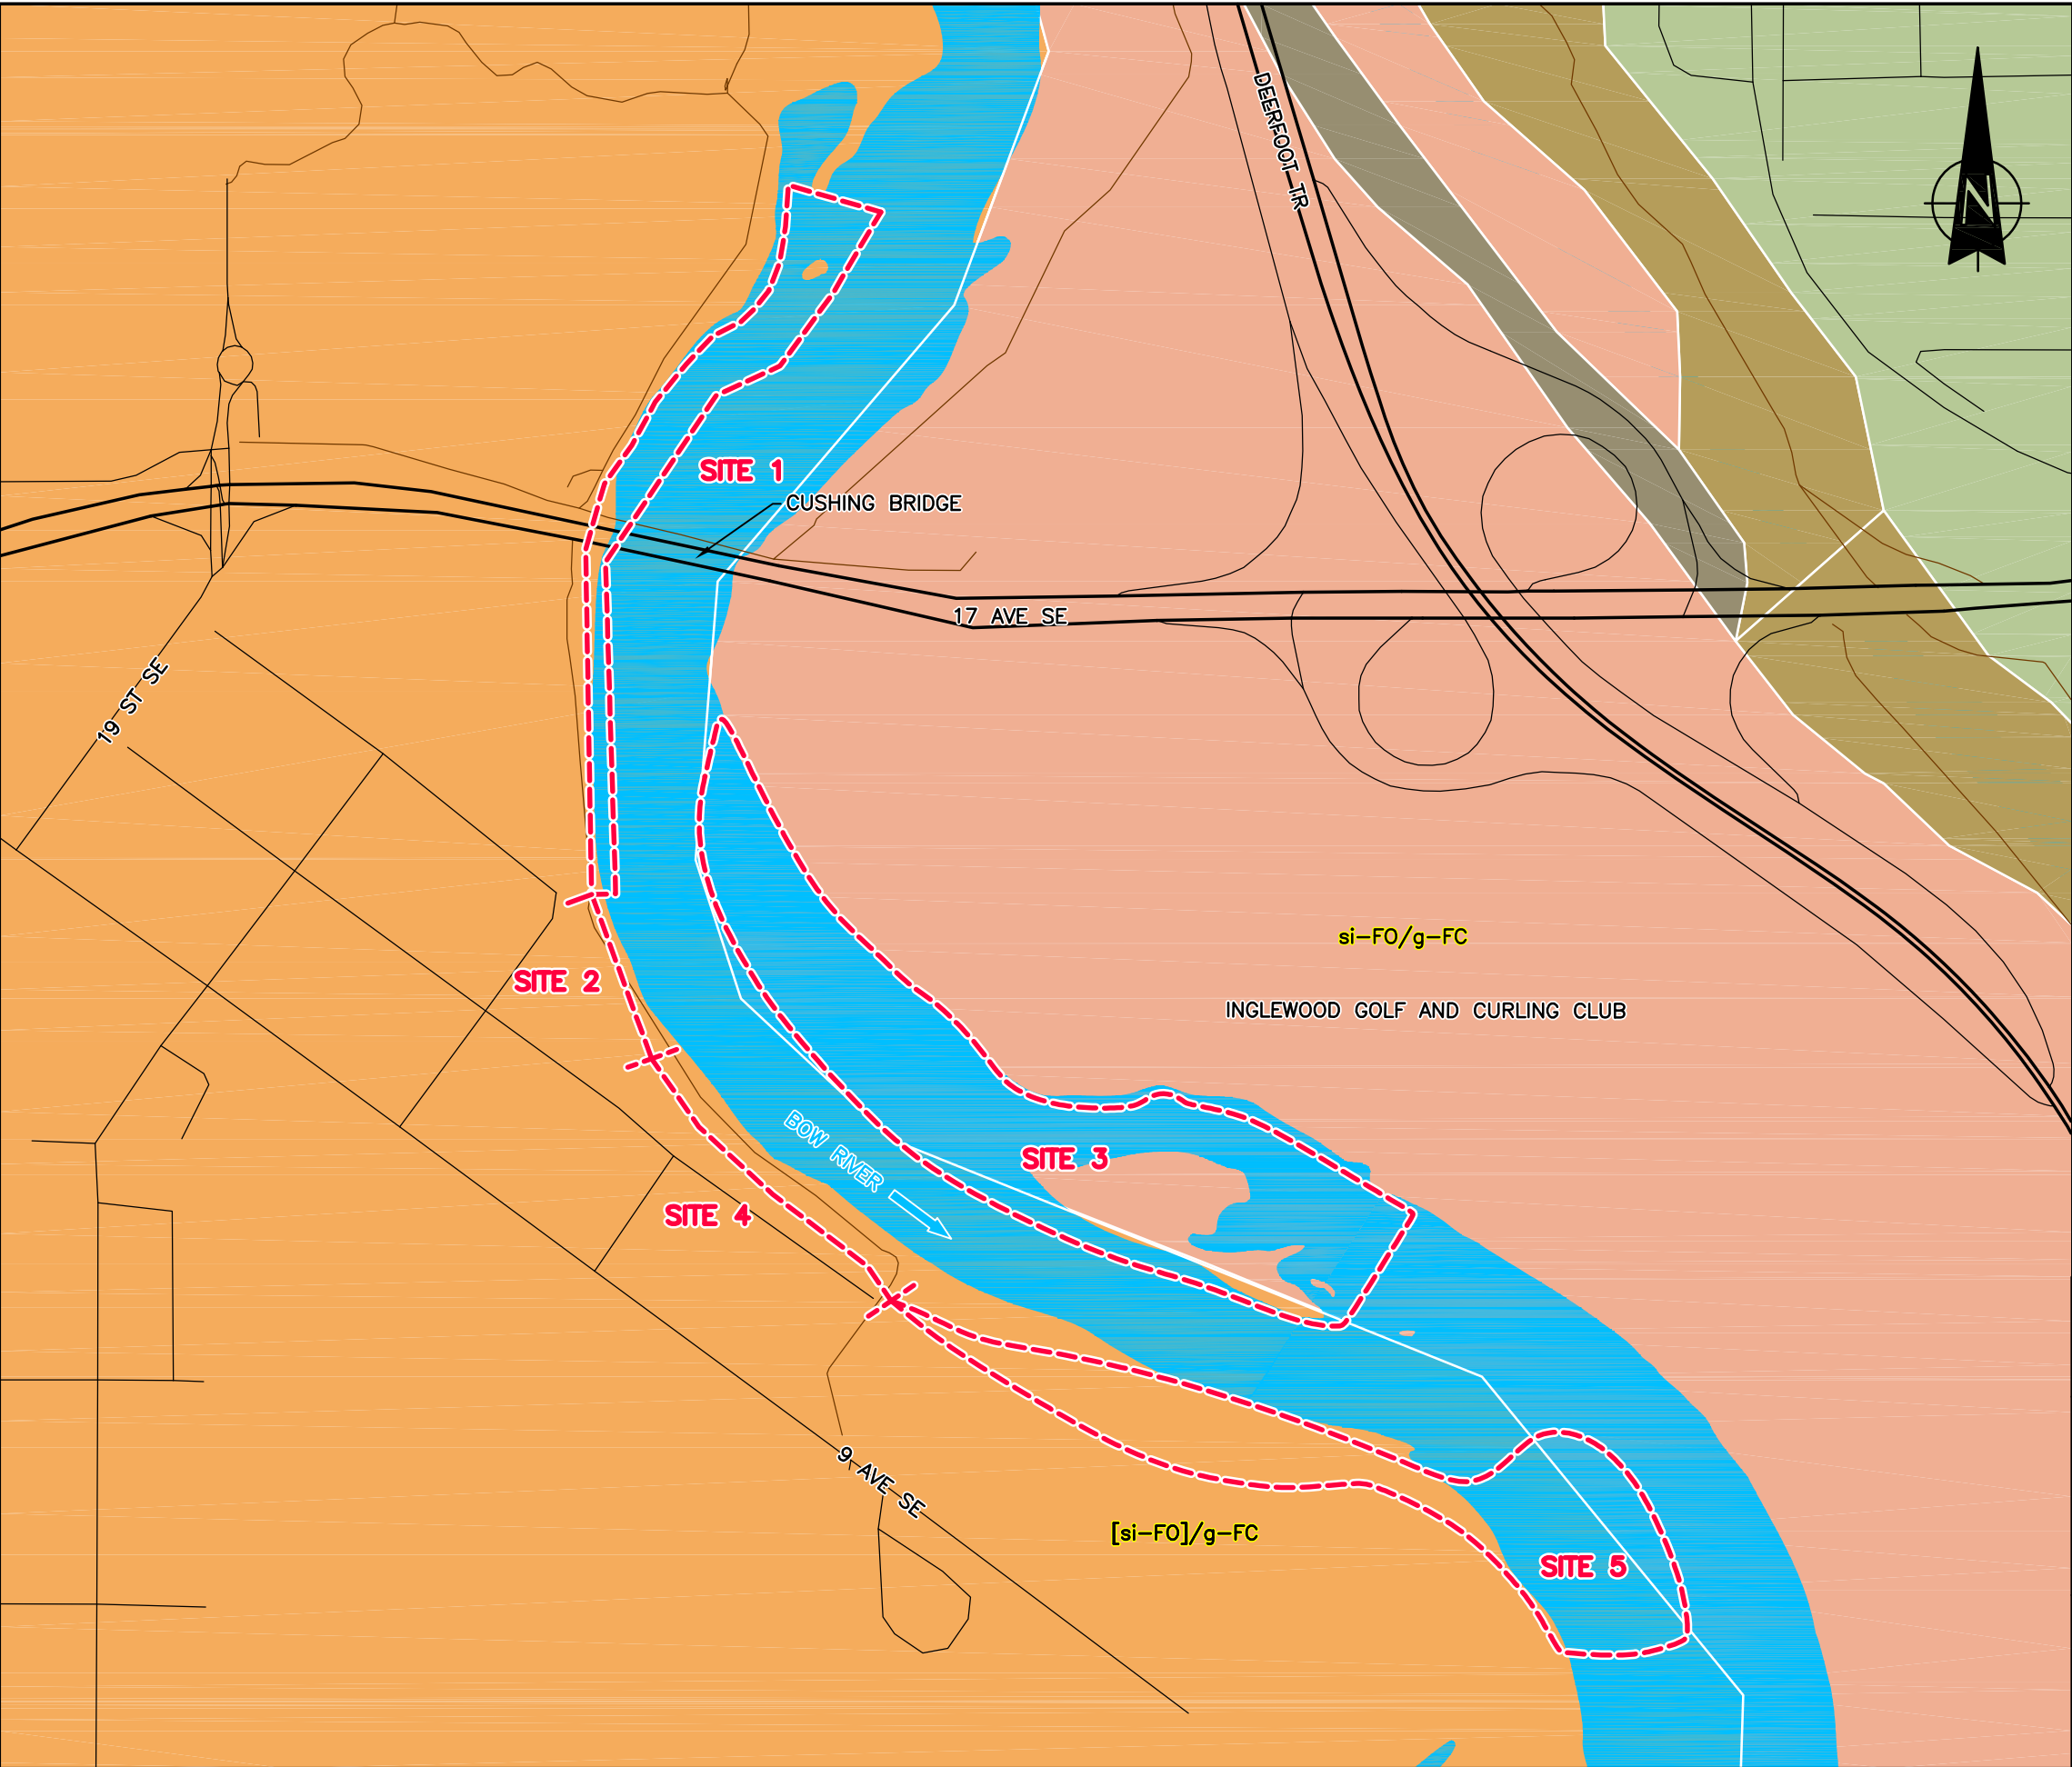 DEERFOOT TR
N
SITE 1
CUSHING BRIDGE
17 AVE SE
19 ST SE
si-FO/g-FC
SITE 2
INGLEWOOD GOLF AND CURLING CLUB
BOW RIVER
SITE 3
SITE 4
9 AVE SE
[si-FO]/g-FC
SITE 5